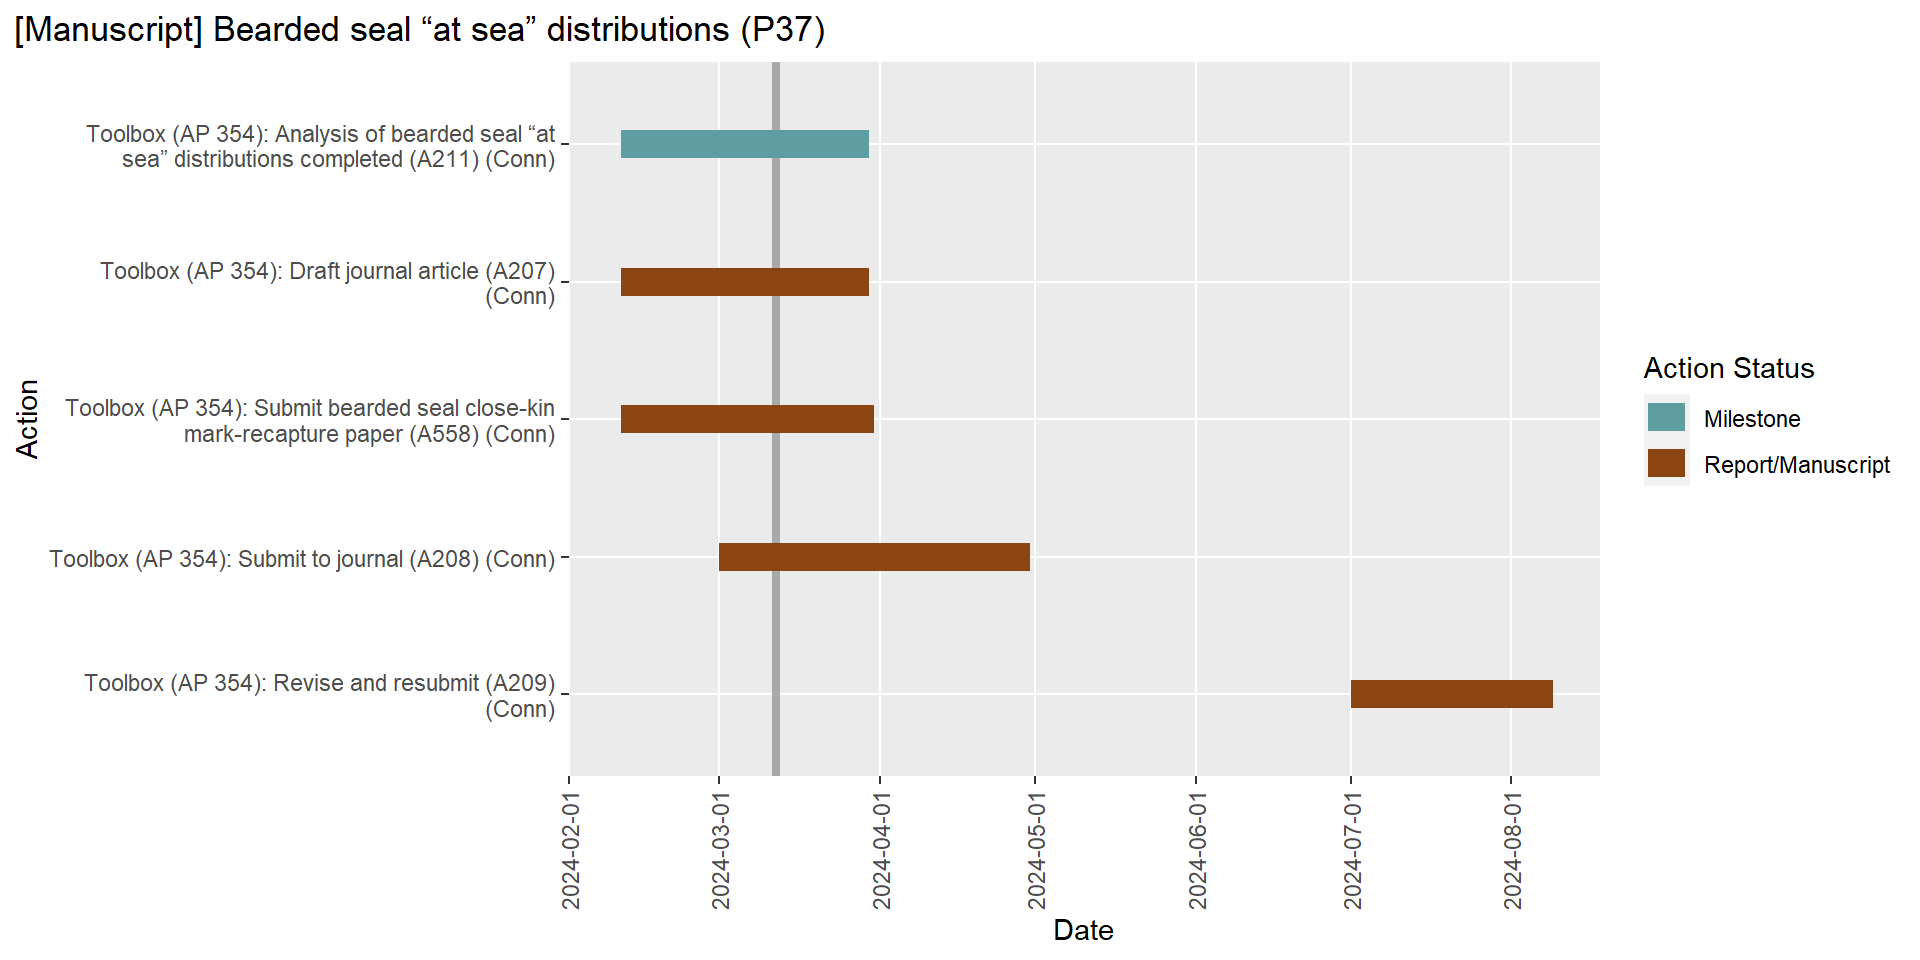 [Manuscript] Bearded seal “at sea” distributions (P37)
Toolbox (AP 354): Analysis of bearded seal “at
sea” distributions completed (A211) (Conn)
Toolbox (AP 354): Draft journal article (A207)
(Conn)
Toolbox (AP 354): Submit bearded seal close-kin
mark-recapture paper (A558) (Conn)
Toolbox (AP 354): Submit to journal (A208) (Conn)
Toolbox (AP 354): Revise and resubmit (A209)
(Conn)
Action
2024-02-01
2024-03-01
2024-04-01
2024-05-01
2024-06-01
2024-07-01
2024-08-01
Date
Action Status
Milestone
Report/Manuscript